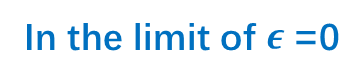 In the limit of ϵ =0